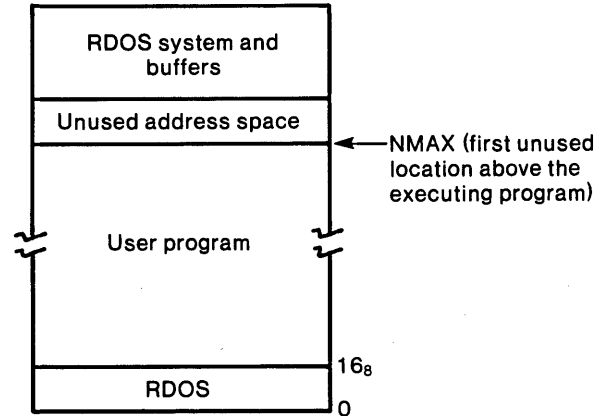 RDOS system and
buffers
Unused address space
NMAX (first unused
location above the
executing program)
User program
16₈
RDOS
0